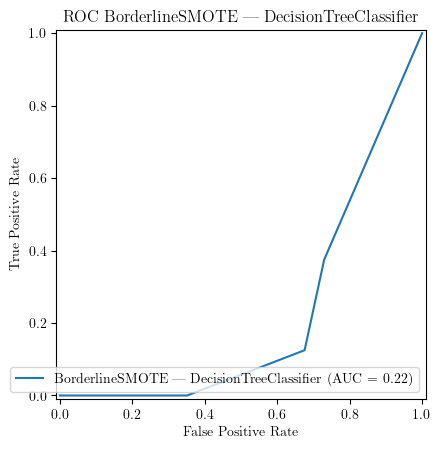 ROC BorderlineSMOTE — DecisionTreeClassifier
1.0
0.8
0.6
0.4
0.2
0.0
True Positive Rate
BorderlineSMOTE — DecisionTreeClassifier (AUC = 0.22)
0.0 0.2 0.4 0.6 0.8 1.0
False Positive Rate